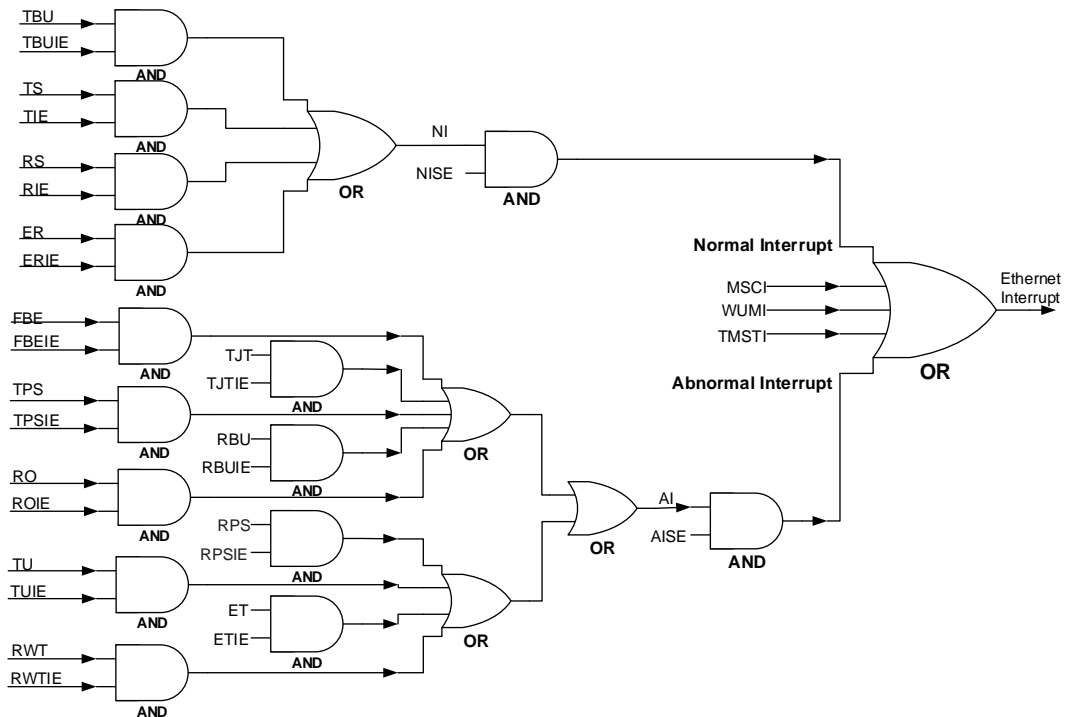 TBU
TBUIE
AND
TS
TIE
AND
RS
RIE
AND
ER
ERIE
AND
OR
NI
NISE
AND
Normal Interrupt
MSCI
WUMI
TMSTI
Abnormal Interrupt
OR
Ethernet
Interrupt
FBE
FBEIE
AND
TJT
TJTIE
AND
TPS
TPSIE
AND
RBU
RBUIE
AND
RO
ROIE
AND
OR
RPS
RPSIE
AND
TU
TUIE
AND
ET
ETIE
AND
RWT
RWTIE
AND
OR
OR
AI
AISE
AND